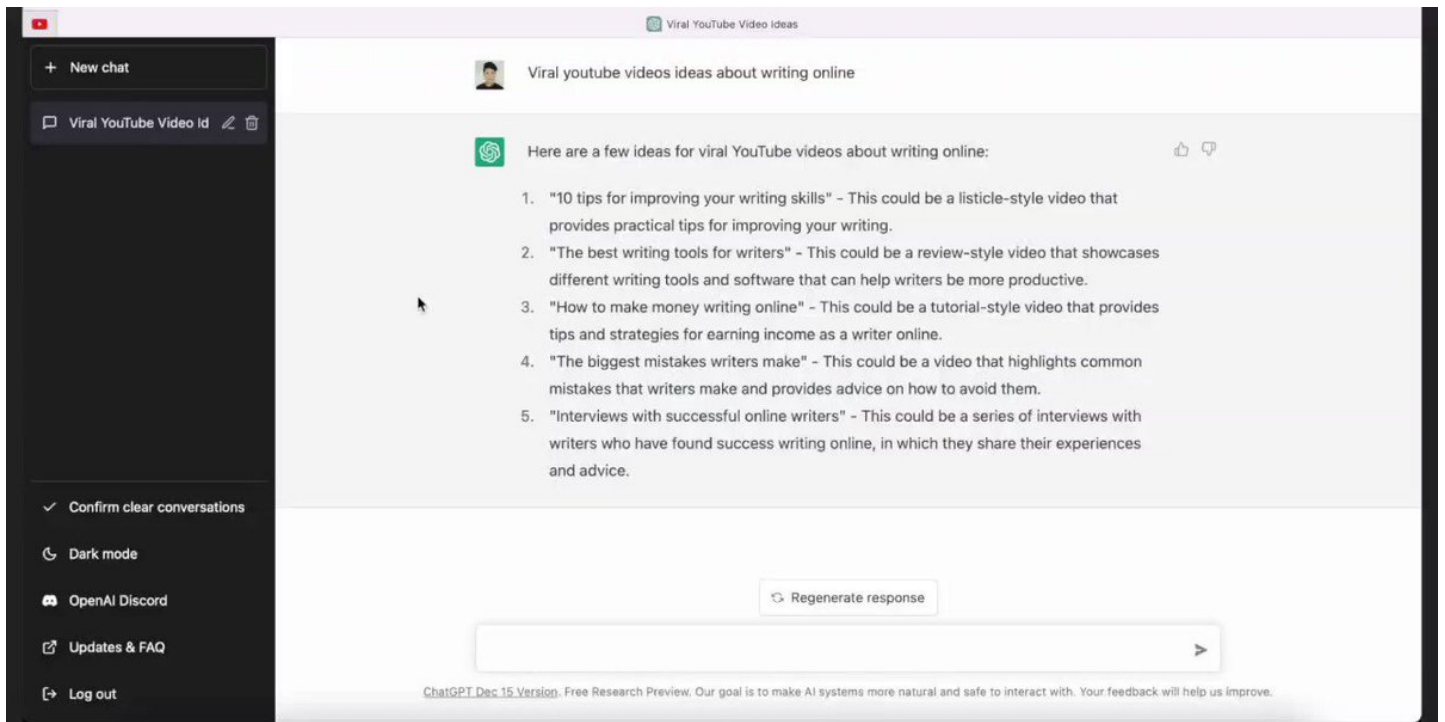 Viral YouTube Video Ideas
+ New chat
Viral YouTube Video Id
Confirm clear conversations
Dark mode
OpenAI Discord
Updates & FAQ
Log out
Viral youtube videos ideas about writing online
Here are a few ideas for viral YouTube videos about writing online:
1. "10 tips for improving your writing skills" - This could be a listicle-style video that
provides practical tips for improving your writing.
2. "The best writing tools for writers" - This could be a review-style video that showcases
different writing tools and software that can help writers be more productive.
3. "How to make money writing online" - This could be a tutorial-style video that provides
tips and strategies for earning income as a writer online.
4. "The biggest mistakes writers make" - This could be a video that highlights common
mistakes that writers make and provides advice on how to avoid them.
5. "Interviews with successful online writers" - This could be a series of interviews with
writers who have found success writing online, in which they share their experiences
and advice.
Regenerate response
ChatGPT Dec 15 Version. Free Research Preview. Our goal is to make AI systems more natural and safe to interact with. Your feedback will help us improve.